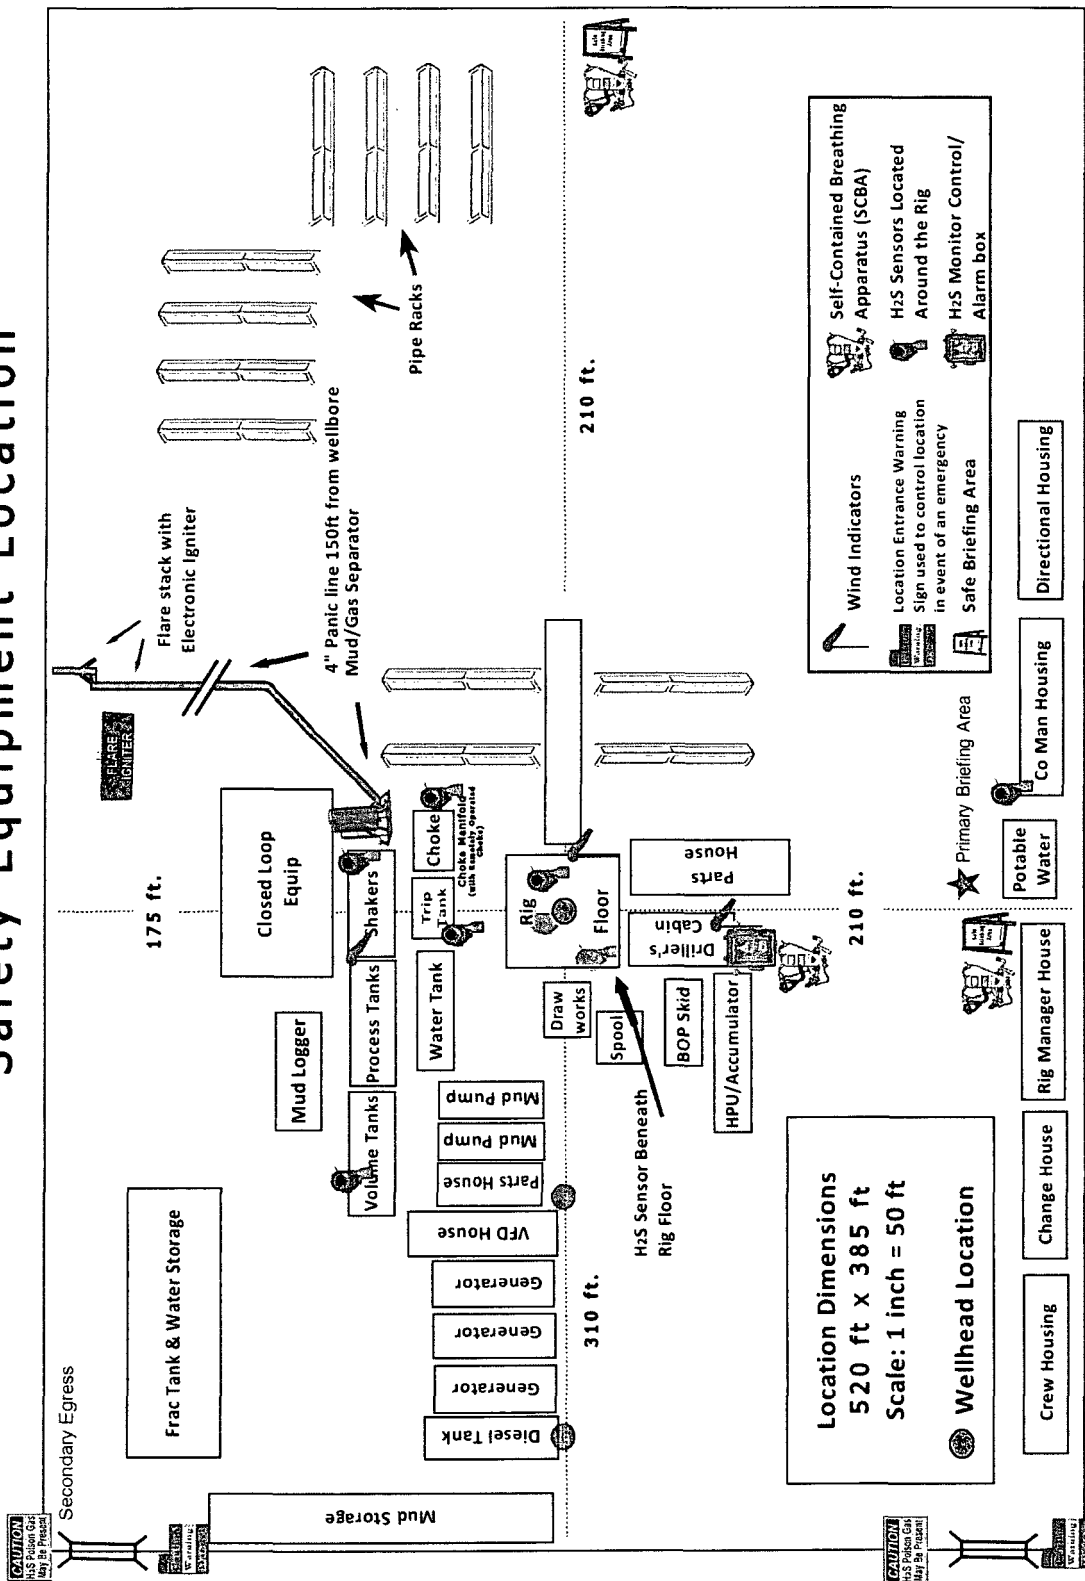 Safety Equipment Location
Secondary Egress
CAUTION
H2S Poison Gas
May Be Present
Warning
Frac Tank & Water Storage
Mud Storage
175 ft.
FLARE
IGNITER
Flare stack with
Electronic Igniter
4" Panic line 150ft from wellbore
Mud/Gas Separator
Pipe Racks
Closed Loop
Equip
Mud Logger
Volume Tanks
Process Tanks
Shakers
Water Tank
Trip
Tank
Choke
Choke Manifold
(with Remotely Operated
Choke)
Diesel Tank
Generator
Generator
Generator
VFD House
Parts House
Mud Pump
Mud Pump
310 ft.
Draw
works
Rig
Floor
210 ft.
Spool
H2S Sensor Beneath
Rig Floor
BOP Skid
HPU/Accumulator
Driller's
Cabin
Parts
House
210 ft.
Location Dimensions
520 ft x 385 ft
Scale: 1 inch = 50 ft
Wellhead Location
Wind Indicators
Location Entrance Warning
Sign used to control location
in event of an emergency
Safe Briefing Area
Self-Contained Breathing
Apparatus (SCBA)
H2S Sensors Located
Around the Rig
H2S Monitor Control/
Alarm box
Primary Briefing Area
CAUTION
H2S Poison Gas
May Be Present
Warning
Crew Housing
Change House
Rig Manager House
Potable
Water
Co Man Housing
Directional Housing